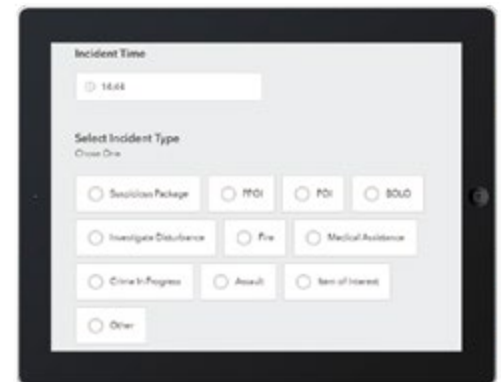 Incident Time
14:44
Select Incident Type
Chose One
Suspicious Package PPOI POI BOLO
Investigate Disturbance Fire Medical Assistance
Crime In Progress Assault Item of Interest
Other